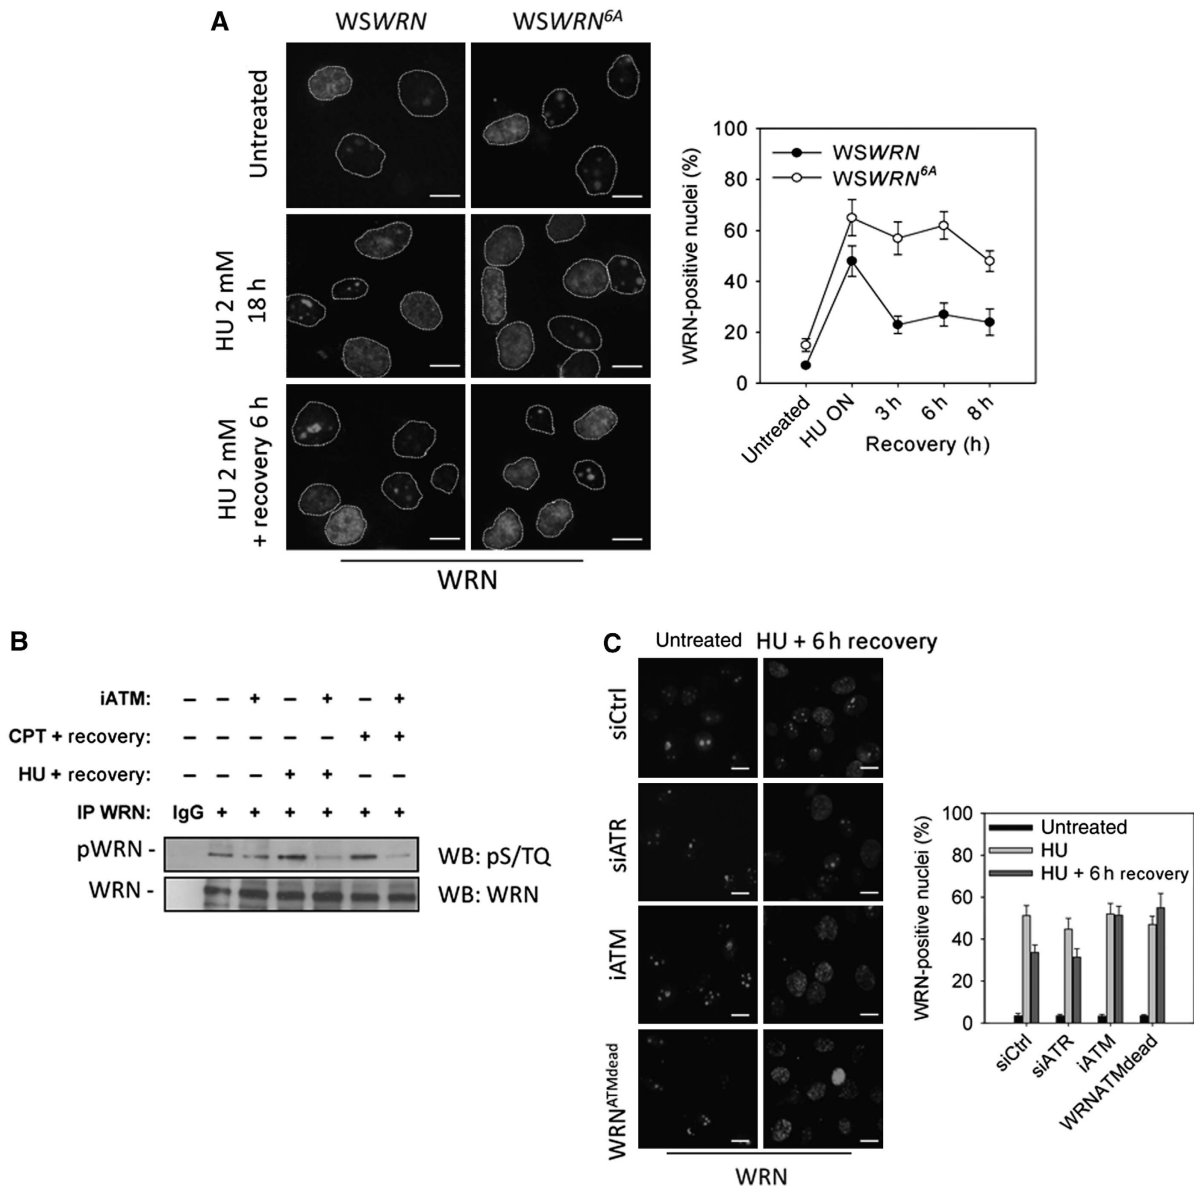 A
WSWRN
WSWRN6A
Untreated
HU 2 mM
18 h
HU 2 mM
+ recovery 6 h
WRN
WRN-positive nuclei (%)
100
80
60
40
20
0
WSWRN
WSWRN6A
Untreated
HU ON
3 h
6 h
8 h
Recovery (h)
B
iATM: – – + – + – +
CPT + recovery: – – – – – + +
HU + recovery: – – – + + – –
IP WRN: IgG + + + + + +
pWRN -
WB: pS/TQ
WRN -
WB: WRN
C
Untreated
HU + 6 h recovery
siCtrl
siATR
iATM
WRNATMdead
WRN
WRN-positive nuclei (%)
100
80
60
40
20
0
Untreated
HU
HU + 6 h recovery
siCtrl
siATR
iATM
WRNATMdead